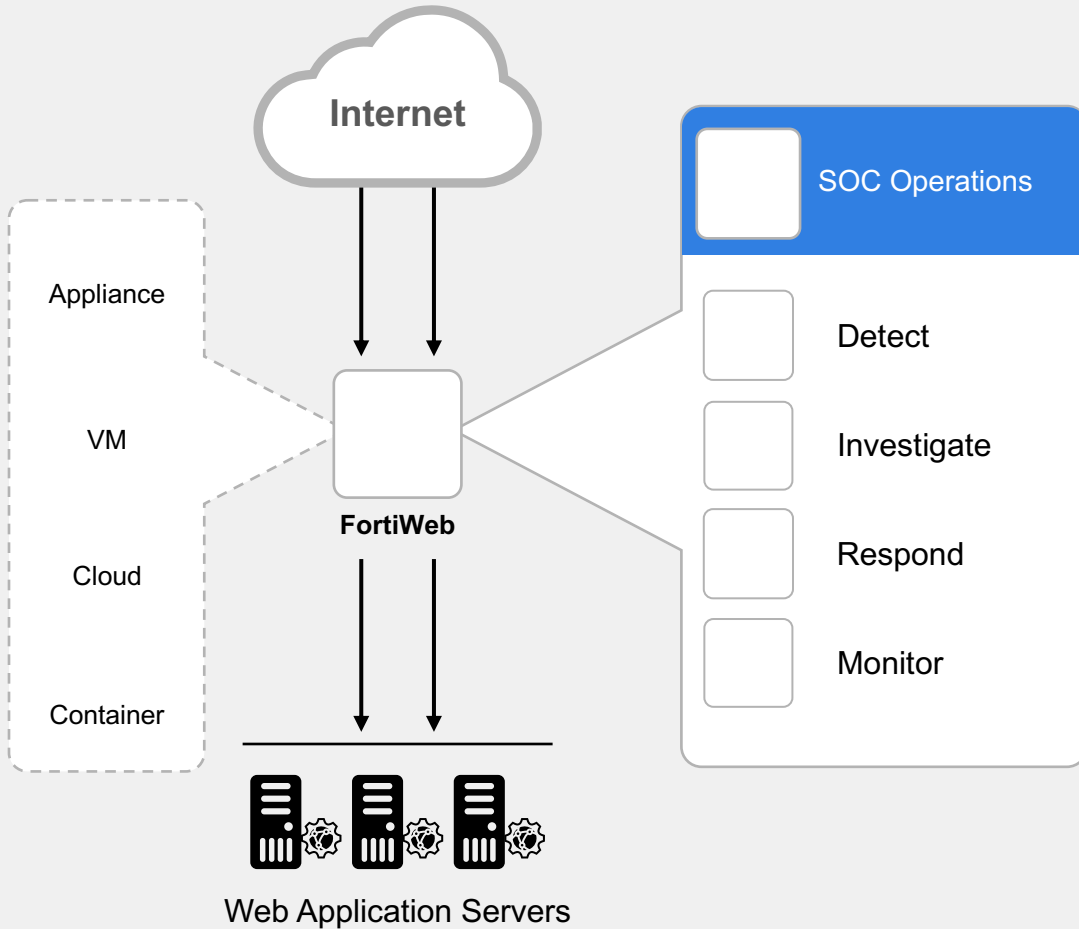 Internet
SOC Operations
Appliance
VM
Cloud
Container
FortiWeb
Detect
Investigate
Respond
Monitor
Web Application Servers